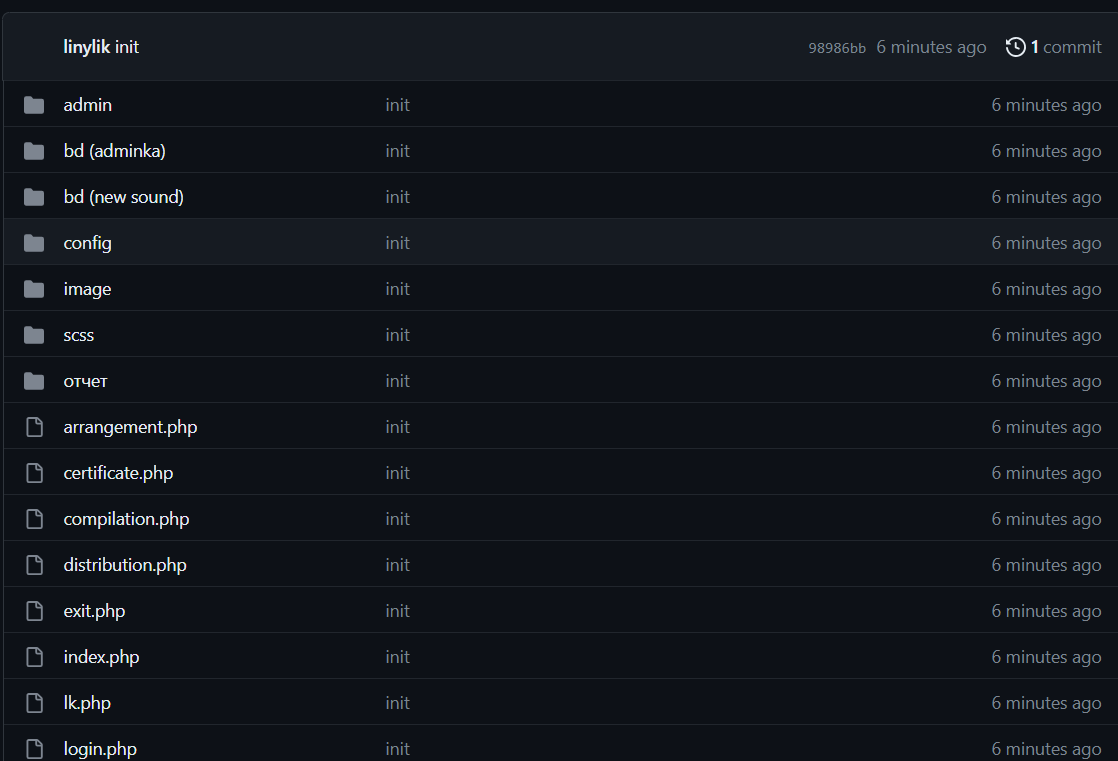 linylik init 98986bb 6 minutes ago 1 commit
admin init 6 minutes ago
bd (adminka) init 6 minutes ago
bd (new sound) init 6 minutes ago
config init 6 minutes ago
image init 6 minutes ago
scss init 6 minutes ago
отчет init 6 minutes ago
arrangement.php init 6 minutes ago
certificate.php init 6 minutes ago
compilation.php init 6 minutes ago
distribution.php init 6 minutes ago
exit.php init 6 minutes ago
index.php init 6 minutes ago
lk.php init 6 minutes ago
login.php init 6 minutes ago